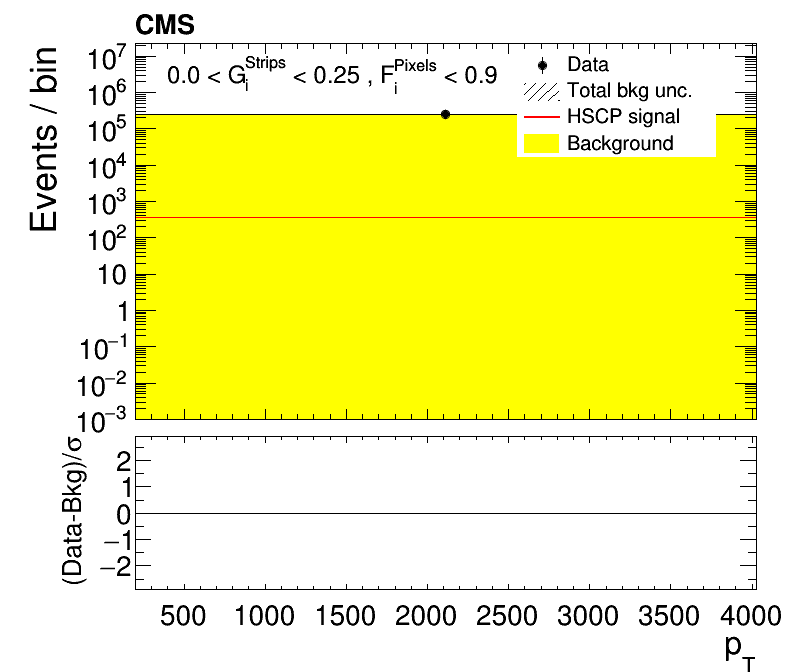 CMS
0.0 < G_i^Strips < 0.25 , F_i^Pixels < 0.9
Data
Total bkg unc.
HSCP signal
Background
Events / bin
10^7
10^6
10^5
10^4
10^3
10^2
10
1
10^−1
10^−2
10^−3
(Data-Bkg)/σ
2
1
0
−1
−2
500 1000 1500 2000 2500 3000 3500 4000
p_T